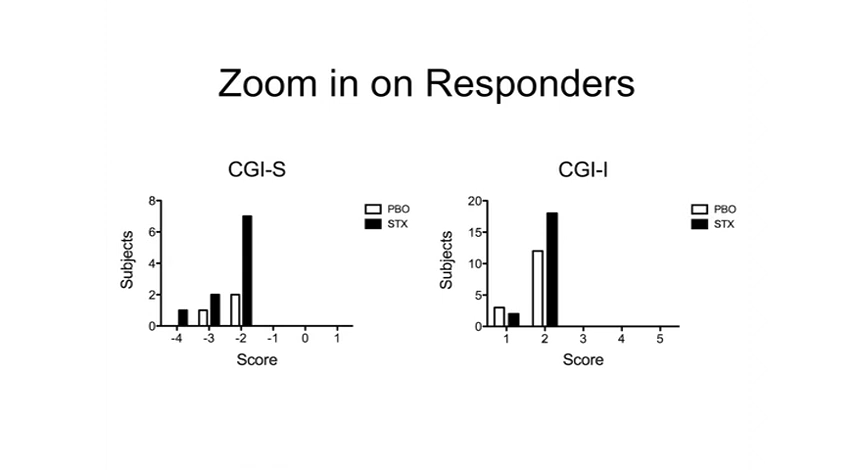 Zoom in on Responders
CGI-S
8
6
4
2
0
Subjects
-4 -3 -2 -1 0 1
Score
PBO
STX
CGI-I
20
15
10
5
0
Subjects
1 2 3 4 5
Score
PBO
STX